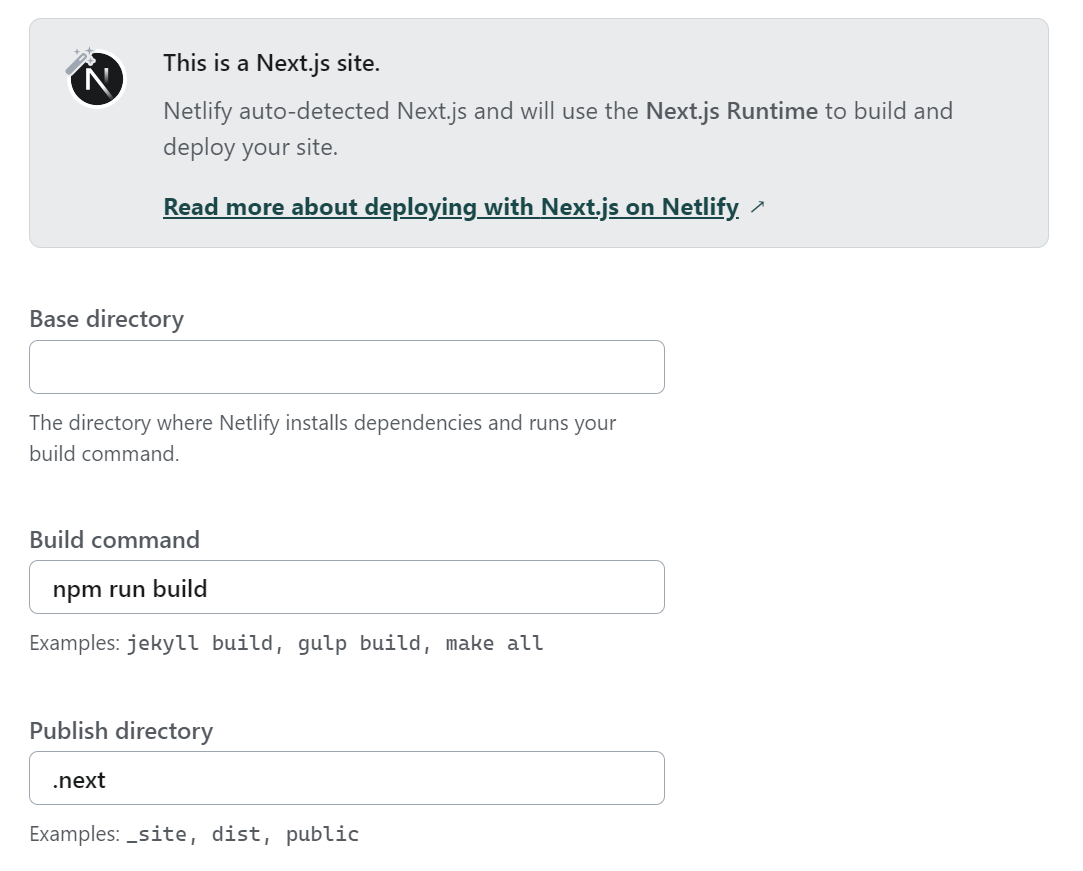 N
This is a Next.js site.
Netlify auto-detected Next.js and will use the Next.js Runtime to build and
deploy your site.
Read more about deploying with Next.js on Netlify ↗
Base directory
The directory where Netlify installs dependencies and runs your
build command.
Build command
npm run build
Examples: jekyll build, gulp build, make all
Publish directory
.next
Examples: _site, dist, public